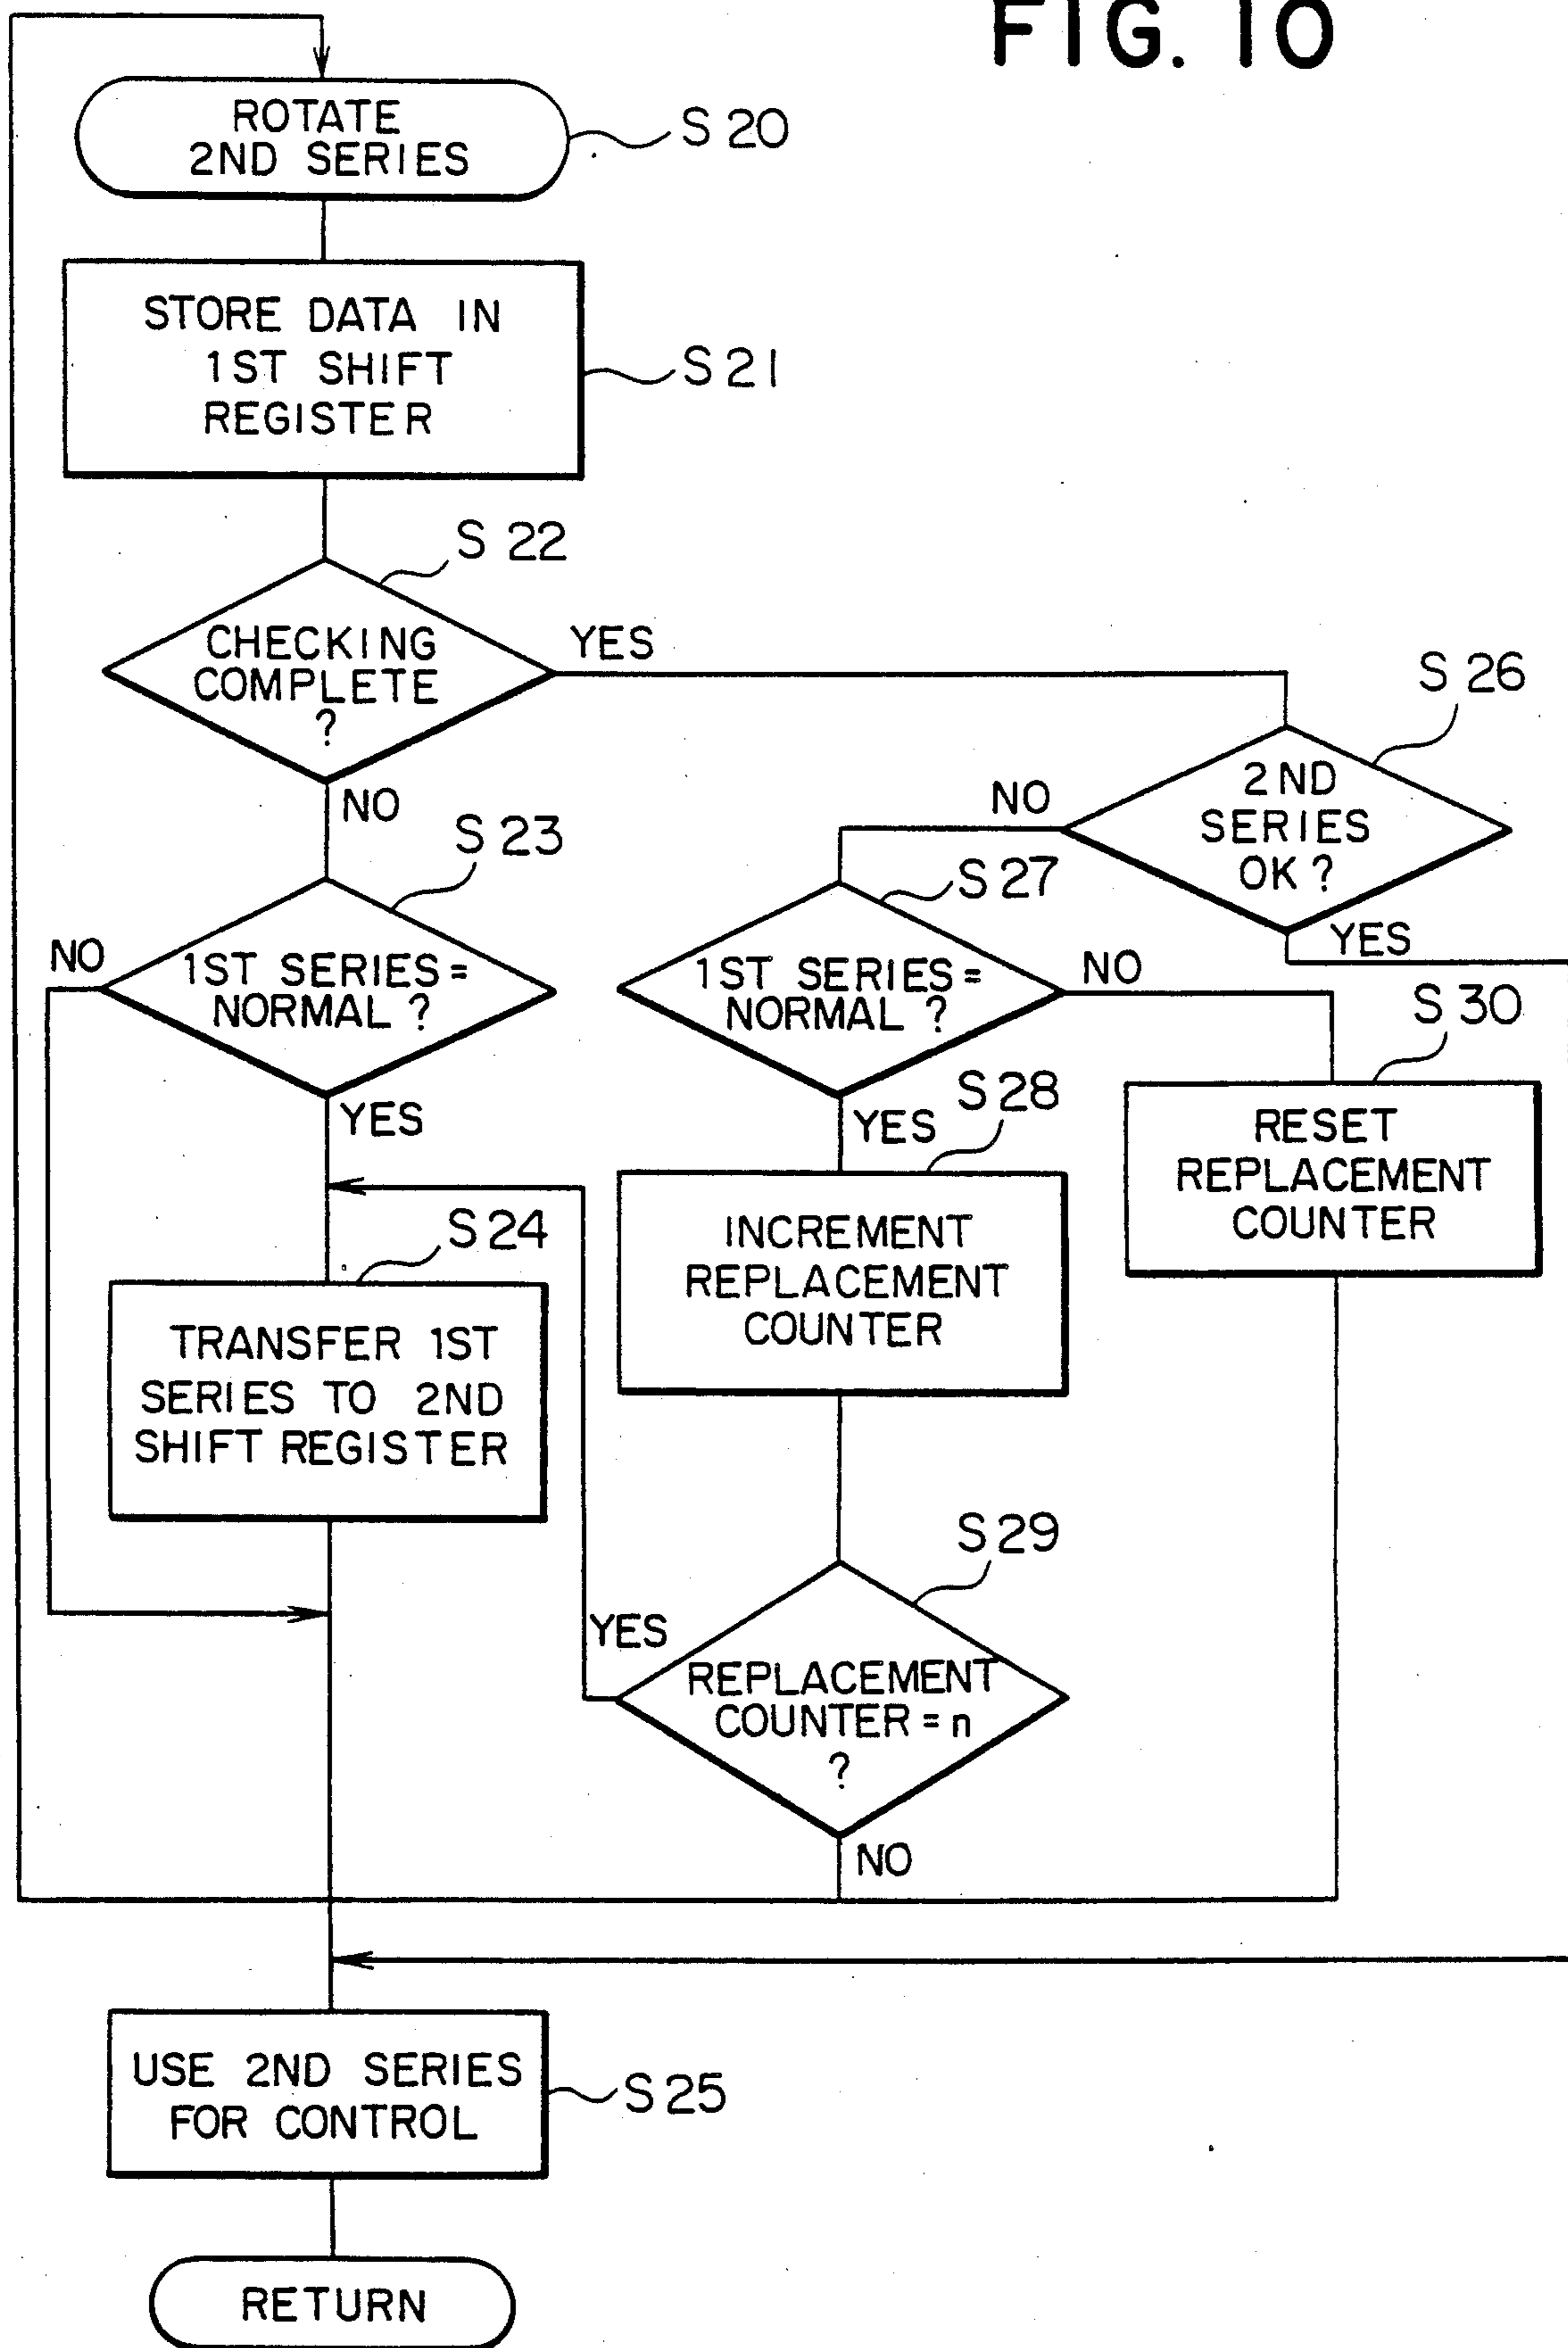 FIG. 10
ROTATE
2ND SERIES
S 20
STORE DATA IN
1ST SHIFT
REGISTER
S 21
S 22
CHECKING
COMPLETE
?
YES
NO
S 26
2ND
SERIES
OK ?
NO
YES
S 23
1ST SERIES =
NORMAL ?
NO
YES
S 27
1ST SERIES =
NORMAL ?
NO
YES
S 30
RESET
REPLACEMENT
COUNTER
S 28
INCREMENT
REPLACEMENT
COUNTER
S 24
TRANSFER 1ST
SERIES TO 2ND
SHIFT REGISTER
S 29
REPLACEMENT
COUNTER = n
?
YES
NO
USE 2ND SERIES
FOR CONTROL
S 25
RETURN